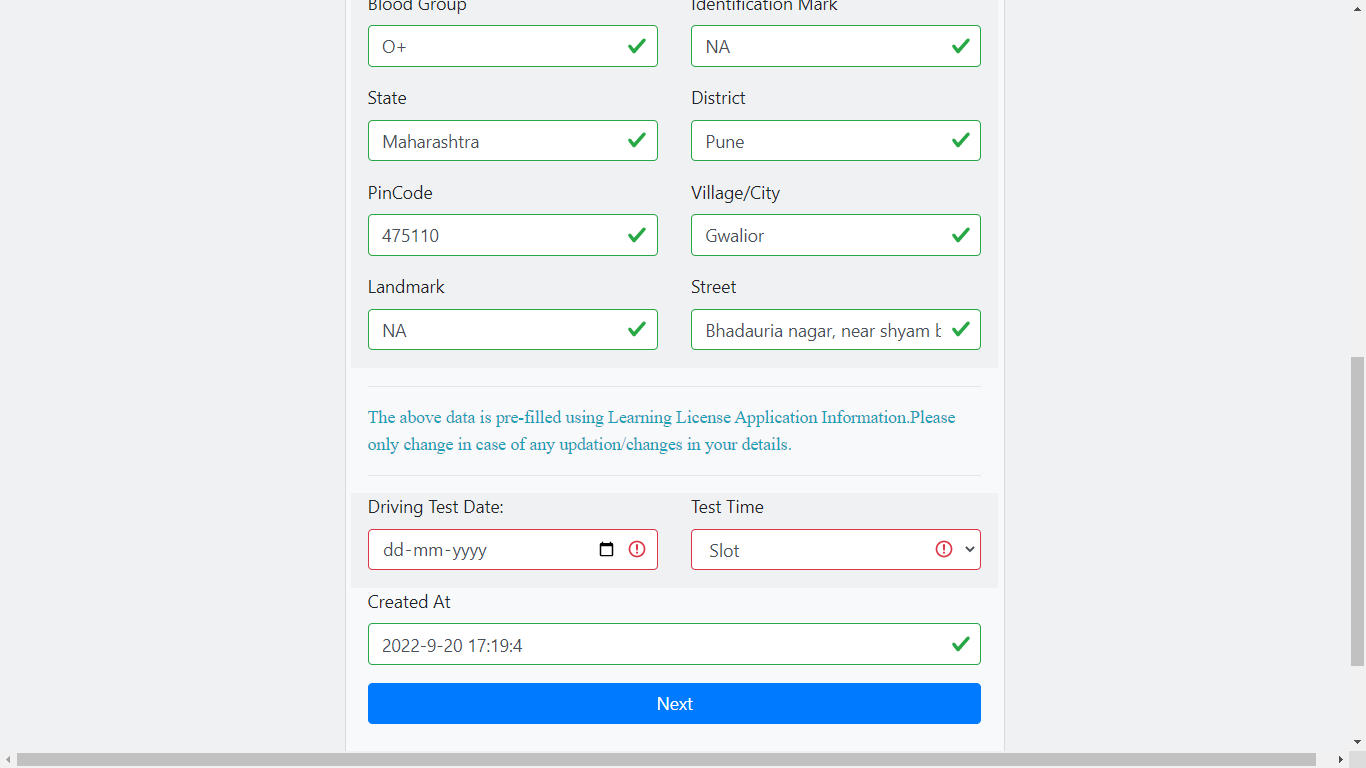 Blood Group
Identification Mark
O+
NA
State
District
Maharashtra
Pune
PinCode
Village/City
475110
Gwalior
Landmark
Street
NA
Bhadauria nagar, near shyam b
The above data is pre-filled using Learning License Application Information.Please
only change in case of any updation/changes in your details.
Driving Test Date:
Test Time
dd-mm-yyyy
Slot
Created At
2022-9-20 17:19:4
Next